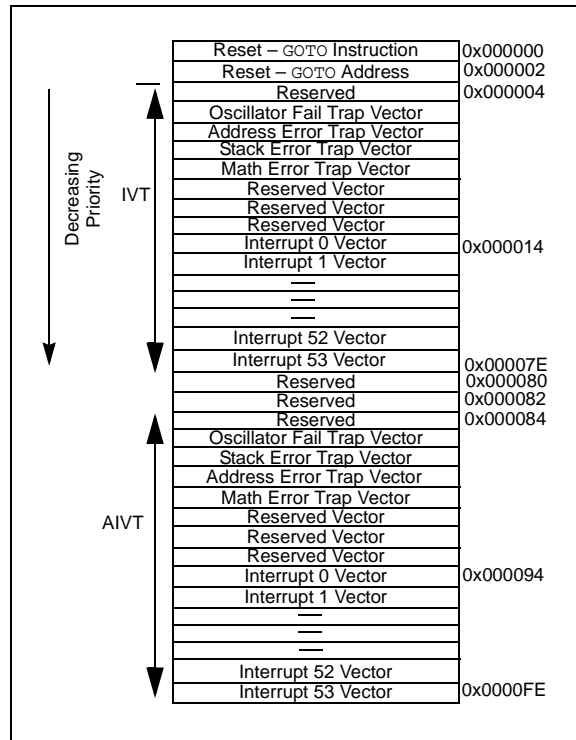 Reset – GOTO Instruction 0x000000
Reset – GOTO Address 0x000002
Reserved 0x000004
Oscillator Fail Trap Vector
Address Error Trap Vector
Stack Error Trap Vector
Math Error Trap Vector
Reserved Vector
Reserved Vector
Reserved Vector
Interrupt 0 Vector 0x000014
Interrupt 1 Vector
—
—
—
Interrupt 52 Vector
Interrupt 53 Vector 0x00007E
Reserved 0x000080
Reserved 0x000082
Reserved 0x000084
Oscillator Fail Trap Vector
Stack Error Trap Vector
Address Error Trap Vector
Math Error Trap Vector
Reserved Vector
Reserved Vector
Reserved Vector
Interrupt 0 Vector 0x000094
Interrupt 1 Vector
—
—
—
Interrupt 52 Vector
Interrupt 53 Vector 0x0000FE
Decreasing
Priority
IVT
AIVT